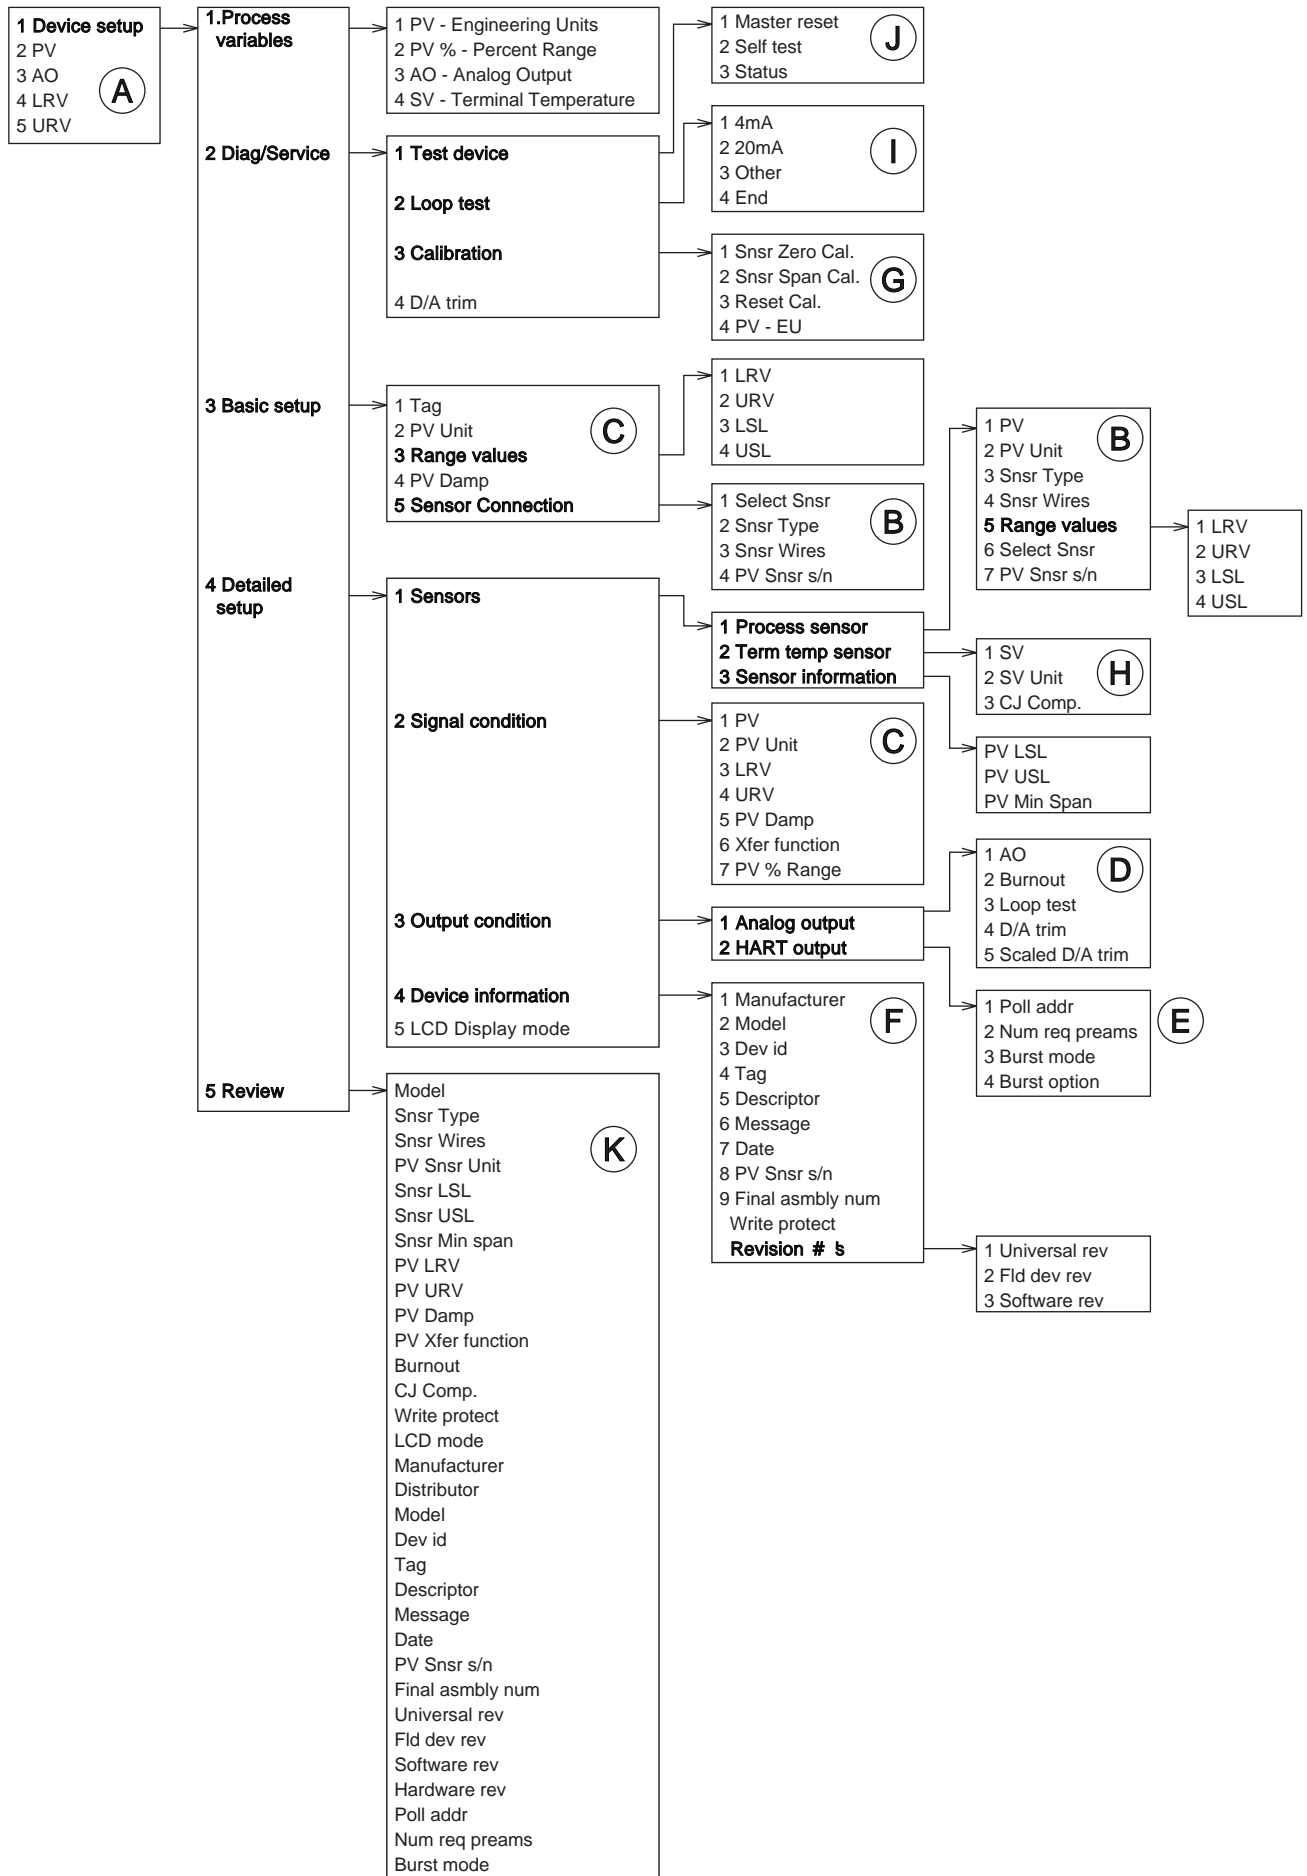 1 Device setup
2 PV
3 AO
4 LRV
5 URV
A
1.Process
variables
2 Diag/Service
3 Basic setup
4 Detailed
setup
5 Review
1 PV - Engineering Units
2 PV % - Percent Range
3 AO - Analog Output
4 SV - Terminal Temperature
1 Test device
2 Loop test
3 Calibration
4 D/A trim
1 Master reset
2 Self test
3 Status
J
1 4mA
2 20mA
3 Other
4 End
I
1 Snsr Zero Cal.
2 Snsr Span Cal.
3 Reset Cal.
4 PV - EU
G
1 Tag
2 PV Unit
3 Range values
4 PV Damp
5 Sensor Connection
C
1 LRV
2 URV
3 LSL
4 USL
1 Select Snsr
2 Snsr Type
3 Snsr Wires
4 PV Snsr s/n
B
1 Sensors
2 Signal condition
3 Output condition
4 Device information
5 LCD Display mode
1 Process sensor
2 Term temp sensor
3 Sensor information
1 PV
2 PV Unit
3 Snsr Type
4 Snsr Wires
5 Range values
6 Select Snsr
7 PV Snsr s/n
B
1 LRV
2 URV
3 LSL
4 USL
1 SV
2 SV Unit
3 CJ Comp.
H
PV LSL
PV USL
PV Min Span
1 PV
2 PV Unit
3 LRV
4 URV
5 PV Damp
6 Xfer function
7 PV % Range
C
1 Analog output
2 HART output
1 AO
2 Burnout
3 Loop test
4 D/A trim
5 Scaled D/A trim
D
1 Poll addr
2 Num req preams
3 Burst mode
4 Burst option
E
1 Manufacturer
2 Model
3 Dev id
4 Tag
5 Descriptor
6 Message
7 Date
8 PV Snsr s/n
9 Final asmbly num
Write protect
Revision # 's
F
1 Universal rev
2 Fld dev rev
3 Software rev
Model
Snsr Type
Snsr Wires
PV Snsr Unit
Snsr LSL
Snsr USL
Snsr Min span
PV LRV
PV URV
PV Damp
PV Xfer function
Burnout
CJ Comp.
Write protect
LCD mode
Manufacturer
Distributor
Model
Dev id
Tag
Descriptor
Message
Date
PV Snsr s/n
Final asmbly num
Universal rev
Fld dev rev
Software rev
Hardware rev
Poll addr
Num req preams
Burst mode
K